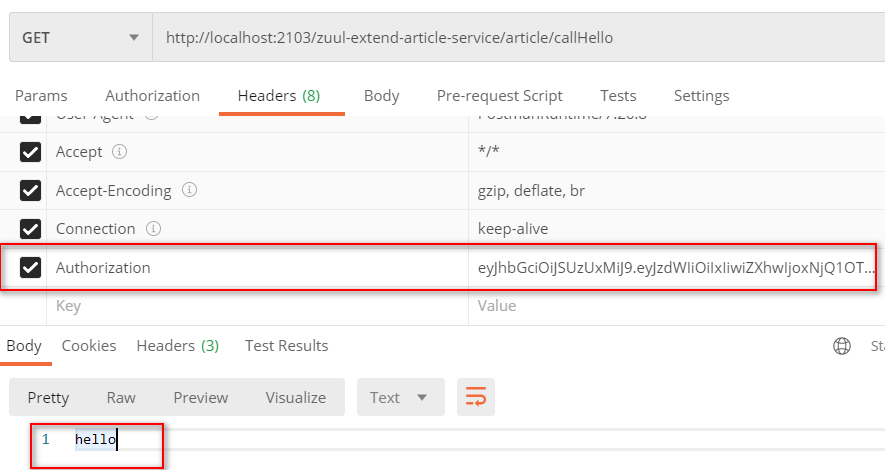 GET http://localhost:2103/zuul-extend-article-service/article/callHello
Params Authorization Headers (8) Body Pre-request Script Tests Settings
User-Agent PostmanRuntime/7.26.8
Accept */*
Accept-Encoding gzip, deflate, br
Connection keep-alive
Authorization eyJhbGciOiJSUzUxMiJ9.eyJzdWIiOiIxIiwiZXhwIjoxNjQ1OT...
Key Value
Body Cookies Headers (3) Test Results Sta
Pretty Raw Preview Visualize Text
1 hello